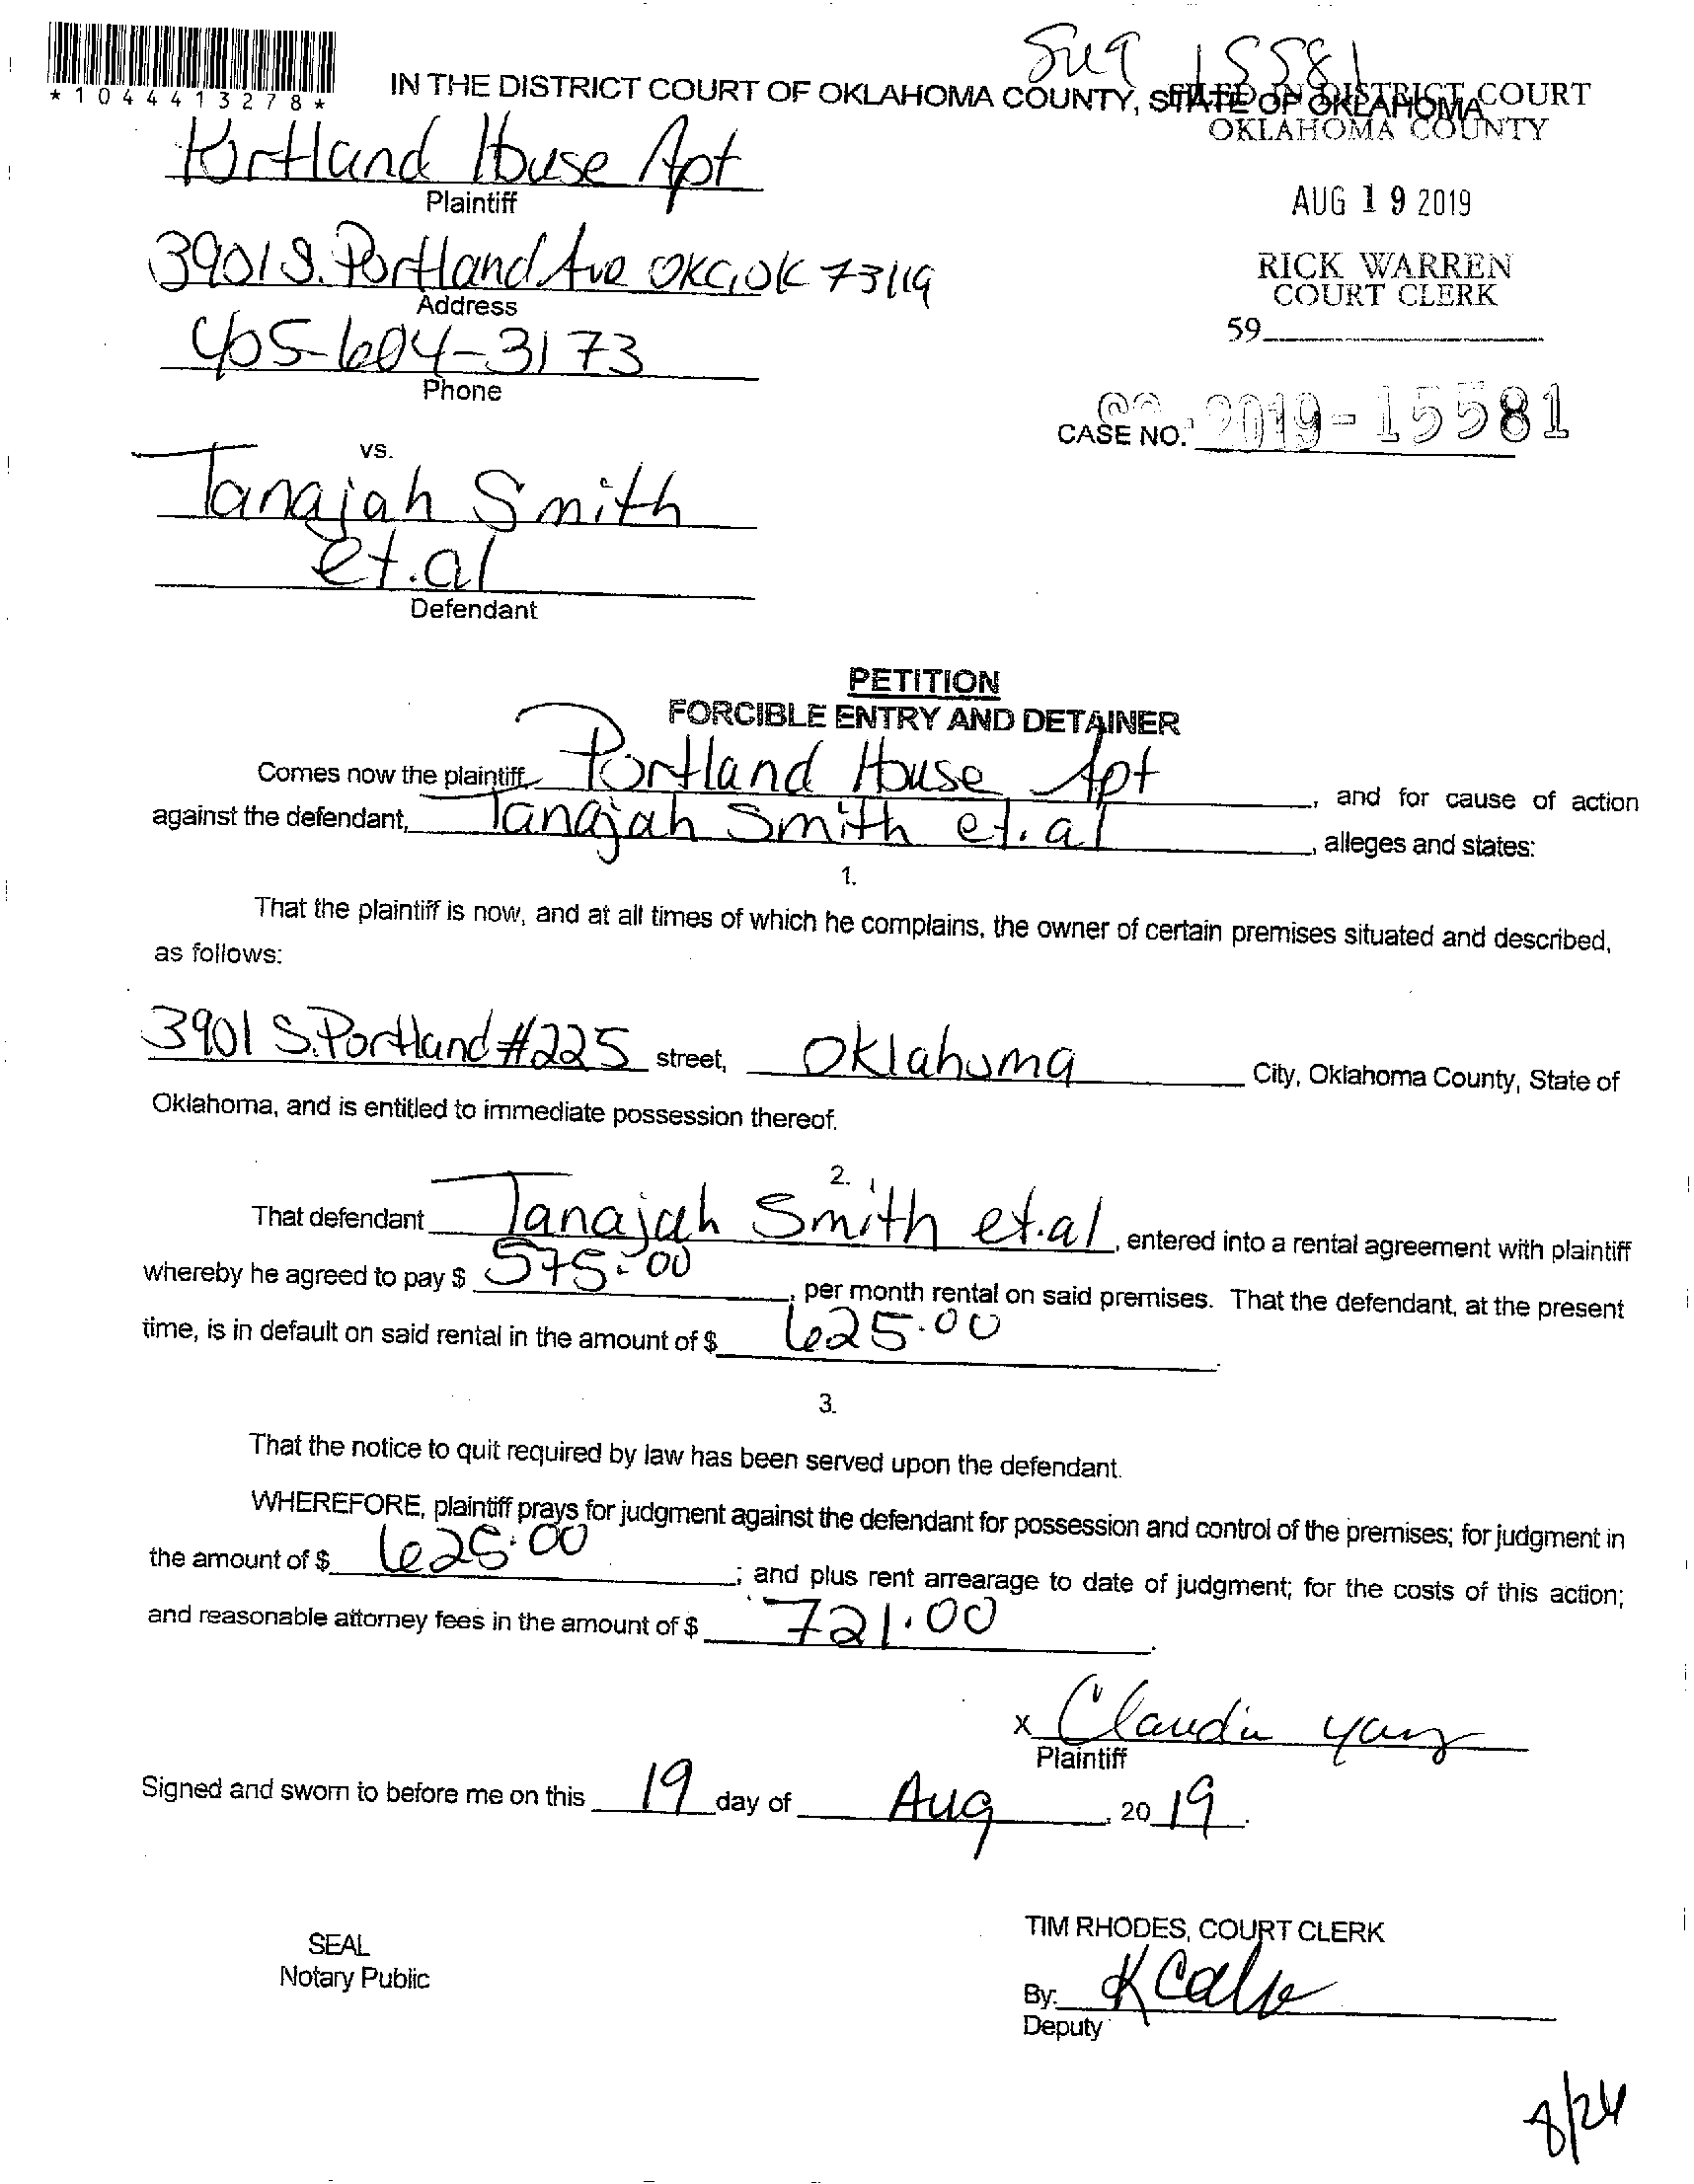 *1044413278*
IN THE DISTRICT COURT OF OKLAHOMA COUNTY, STATE OF OKLAHOMA
15581
FILED IN DISTRICT COURT
OKLAHOMA COUNTY
AUG 19 2019
RICK WARREN
COURT CLERK
59
Portland House Apt
Plaintiff
3901 S. Portland Ave OKC, OK 73119
Address
405-604-3173
Phone
CASE NO. 2019-15581
vs.
Tanajah Smith
et.al
Defendant
PETITION
FORCIBLE ENTRY AND DETAINER
Comes now the plaintiff Portland House Apt, and for cause of action
against the defendant, Tanajah Smith et.al, alleges and states:
1.
That the plaintiff is now, and at all times of which he complains, the owner of certain premises situated and described,
as follows:
3901 S. Portland #225 street, Oklahoma City, Oklahoma County, State of
Oklahoma, and is entitled to immediate possession thereof.
2.
That defendant Tanajah Smith et.al, entered into a rental agreement with plaintiff
whereby he agreed to pay $ 575.00, per month rental on said premises. That the defendant, at the present
time, is in default on said rental in the amount of $ 625.00
3.
That the notice to quit required by law has been served upon the defendant.
WHEREFORE, plaintiff prays for judgment against the defendant for possession and control of the premises; for judgment in
the amount of $ 625.00; and plus rent arrearage to date of judgment; for the costs of this action;
and reasonable attorney fees in the amount of $ 721.00.
x Claudia
Plaintiff
Signed and sworn to before me on this 19 day of Aug, 2019.
SEAL
Notary Public
TIM RHODES, COURT CLERK
By:
Deputy